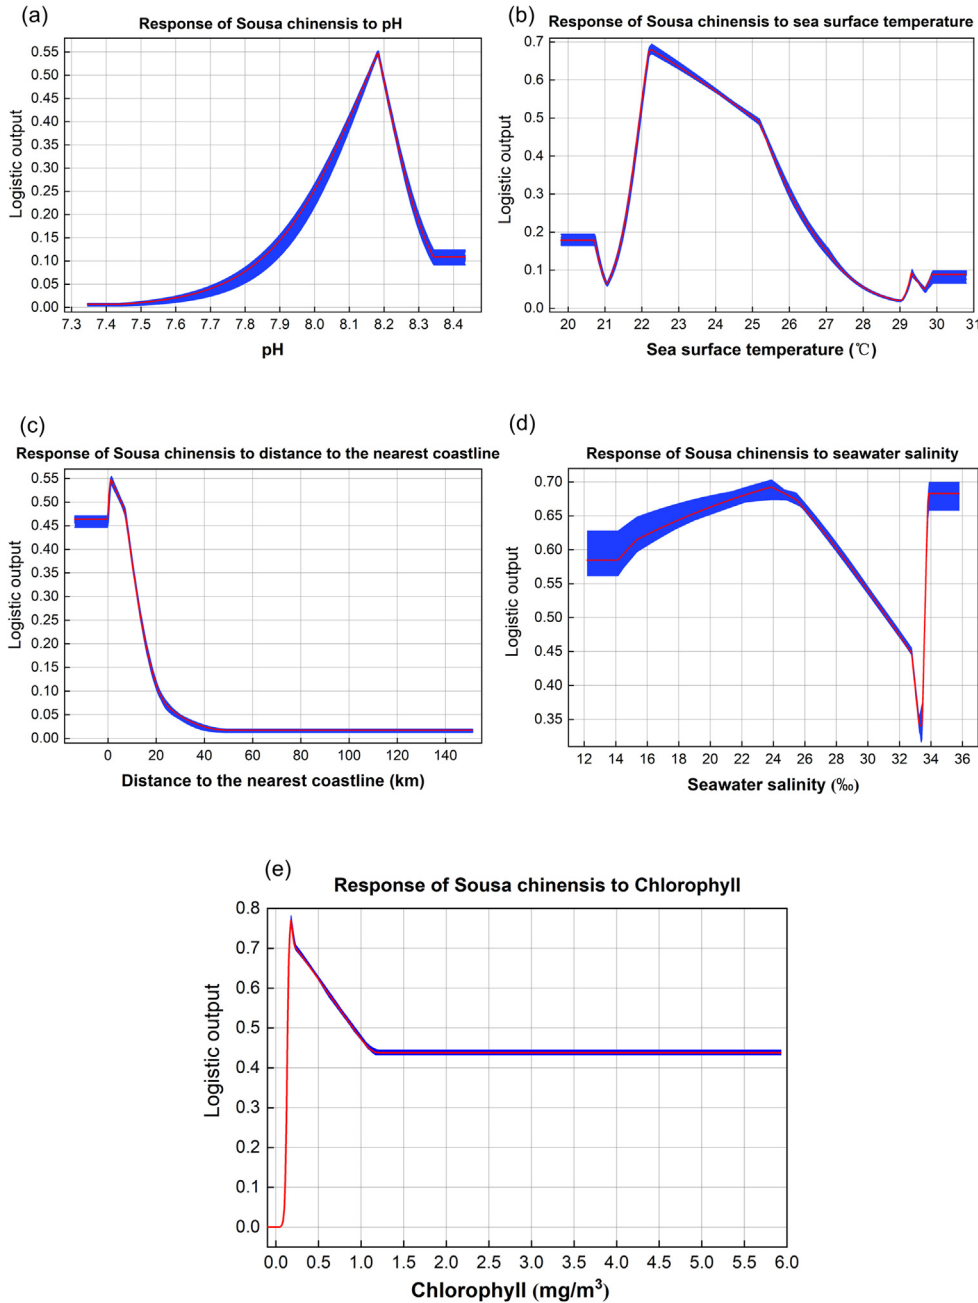 (a)
Response of Sousa chinensis to pH
Logistic output
0.55
0.50
0.45
0.40
0.35
0.30
0.25
0.20
0.15
0.10
0.05
0.00
7.3 7.4 7.5 7.6 7.7 7.8 7.9 8.0 8.1 8.2 8.3 8.4
pH
(b)
Response of Sousa chinensis to sea surface temperature
Logistic output
0.7
0.6
0.5
0.4
0.3
0.2
0.1
0.0
20 21 22 23 24 25 26 27 28 29 30 31
Sea surface temperature (℃)
(c)
Response of Sousa chinensis to distance to the nearest coastline
Logistic output
0.55
0.50
0.45
0.40
0.35
0.30
0.25
0.20
0.15
0.10
0.05
0.00
0 20 40 60 80 100 120 140
Distance to the nearest coastline (km)
(d)
Response of Sousa chinensis to seawater salinity
Logistic output
0.70
0.65
0.60
0.55
0.50
0.45
0.40
0.35
12 14 16 18 20 22 24 26 28 30 32 34 36
Seawater salinity (‰)
(e)
Response of Sousa chinensis to Chlorophyll
Logistic output
0.8
0.7
0.6
0.5
0.4
0.3
0.2
0.1
0.0
0.0 0.5 1.0 1.5 2.0 2.5 3.0 3.5 4.0 4.5 5.0 5.5 6.0
Chlorophyll (mg/m³)